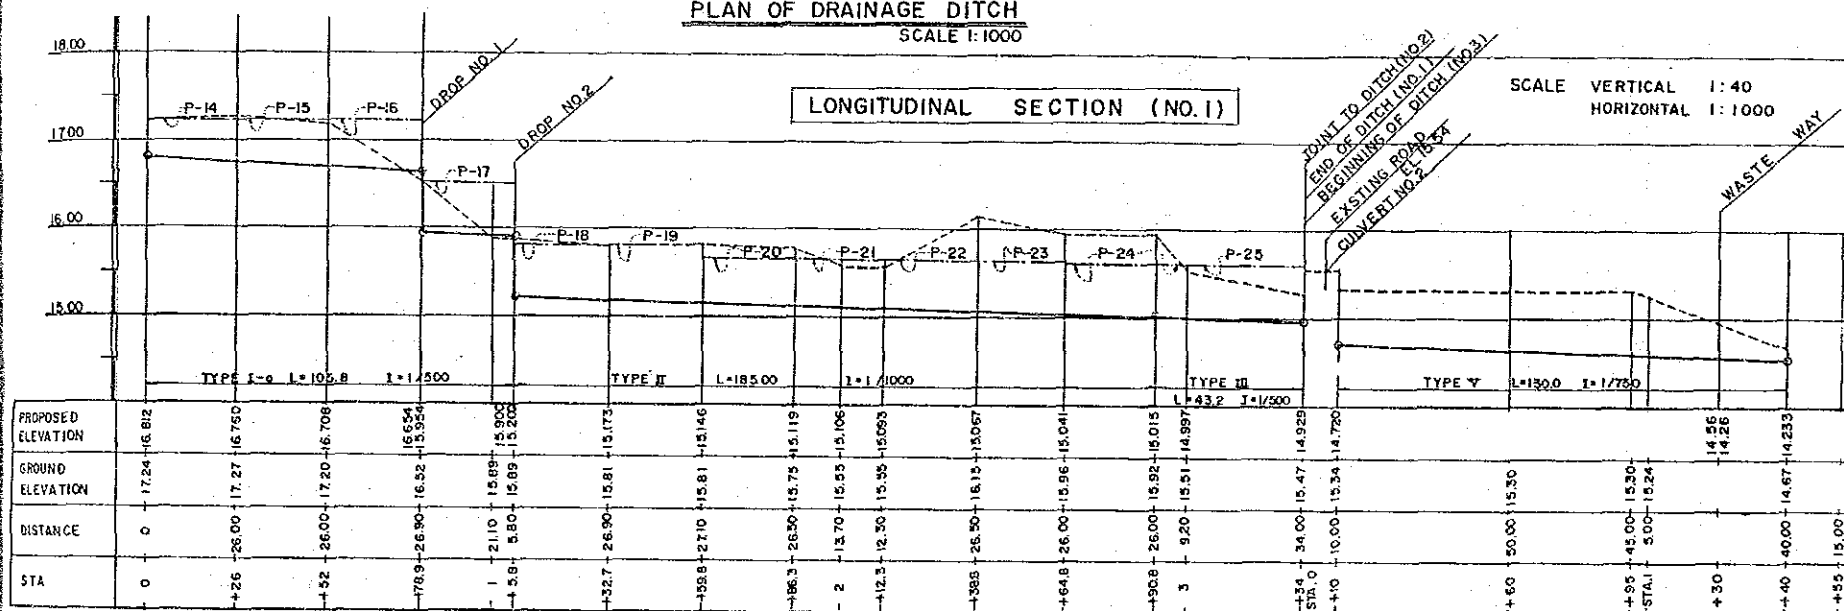 PLAN OF DRAINAGE DITCH
SCALE 1:1000
LONGITUDINAL SECTION (NO.1)
SCALE VERTICAL 1:40
HORIZONTAL 1:1000
18.00
17.00
16.00
15.00
P-14 P-15 P-16
P-17
P-18 P-19 P-20 P-21 P-22 P-23 P-24 P-25
DROP NO.1
DROP NO.2
JOINT TO DITCH (NO.2)
END OF DITCH (NO.1)
BEGINNING OF DITCH (NO.3)
EXSTING ROAD
EL 15.54
CULVERT NO.2
WASTE WAY
TYPE I-a L=105.8 I=1/500
TYPE II L=185.00 I=1/1000
TYPE III
L=43.2 I=1/500
TYPE V L=130.0 I=1/750
PROPOSED ELEVATION 16.812 16.760 16.708 16.654 15.954 15.900 15.200 15.173 15.146 15.119 15.106 15.093 15.067 15.041 15.015 14.997 14.929 14.720 14.56 14.26 14.233
GROUND ELEVATION 17.24 17.27 17.20 16.52 15.89 15.89 15.81 15.81 15.75 15.55 15.55 16.15 15.96 15.92 15.51 15.47 15.34 15.30 15.30 15.24 14.67
DISTANCE 0 26.00 26.00 26.90 21.10 5.80 26.90 27.10 26.50 13.70 12.30 26.50 26.00 26.00 9.20 34.00 10.00 50.00 45.00 5.00 40.00 15.00
STA 0 +26 +52 +78.9 1 +5.8 +32.7 +59.8 +86.3 2 +12.3 +38.8 +64.8 +90.8 3 +34 STA.0 +10 +60 +95 STA.1 +30 +40 +55